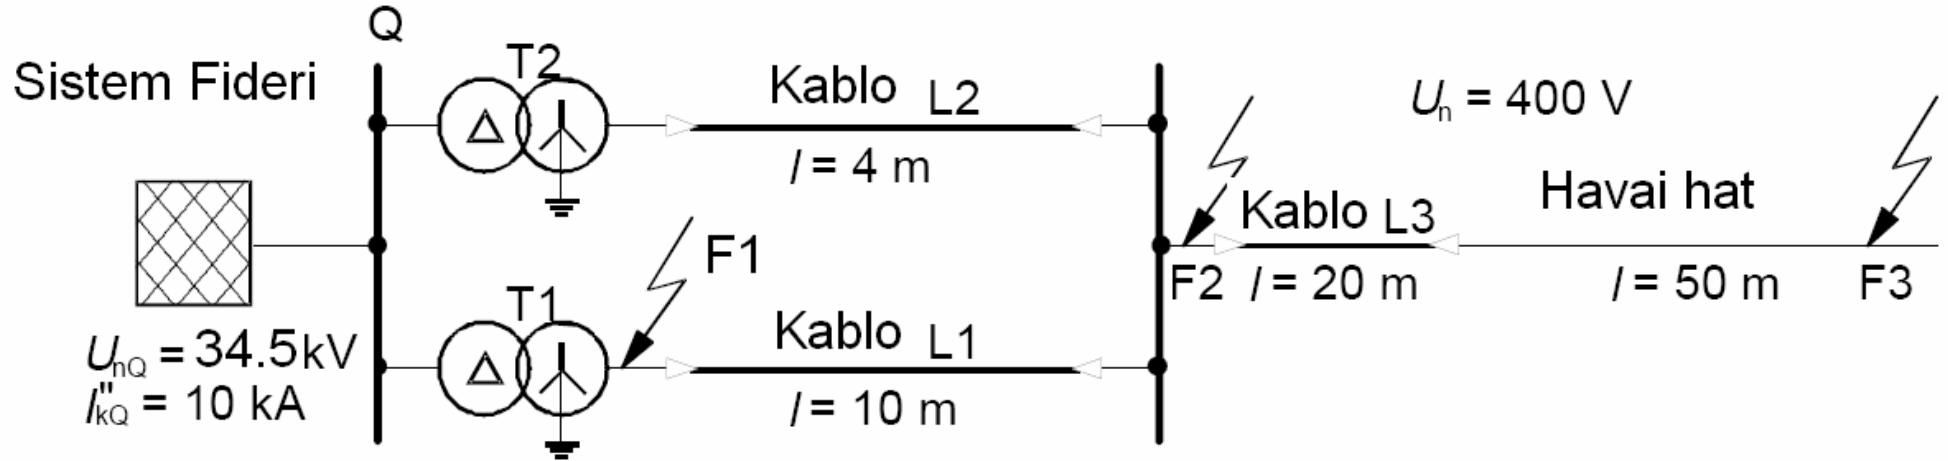 Q
Sistem Fideri
T2
Kablo L2
l = 4 m
Un = 400 V
Havai hat
Kablo L3
F1
F2
l = 20 m
l = 50 m
F3
T1
Kablo L1
l = 10 m
UnQ = 34.5kV
I"kQ = 10 kA